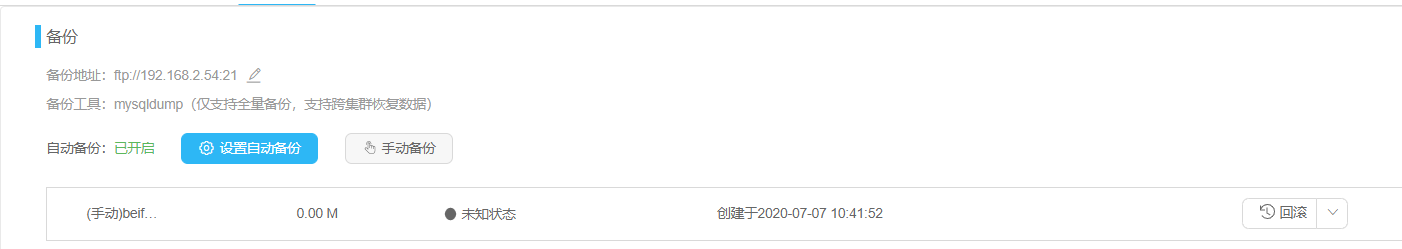 备份
备份地址：ftp://192.168.2.54:21
备份工具：mysqldump（仅支持全量备份，支持跨集群恢复数据）
自动备份：已开启 设置自动备份 手动备份
(手动)beif... 0.00 M 未知状态 创建于2020-07-07 10:41:52 回滚